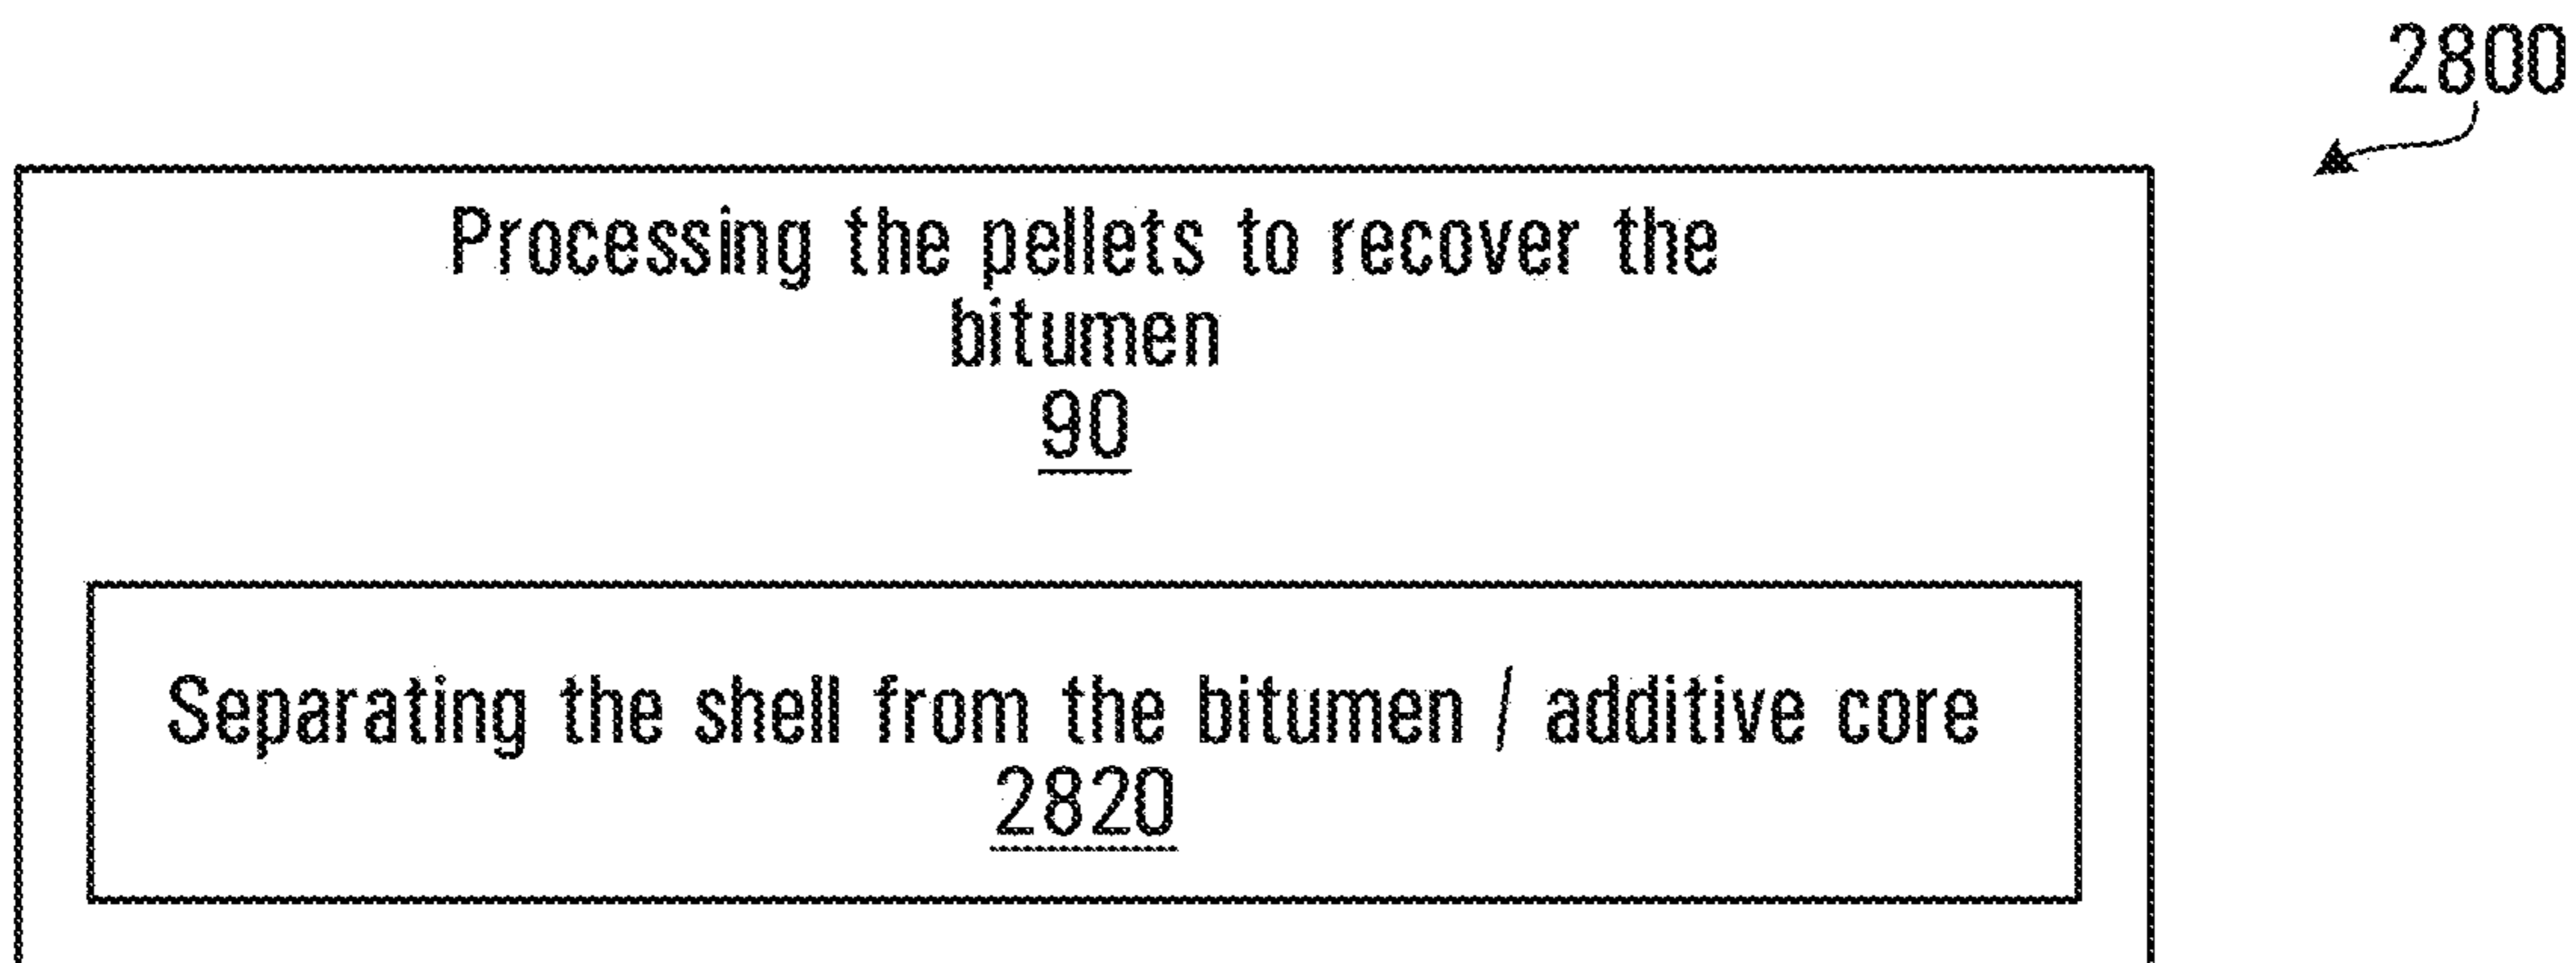 2800
Processing the pellets to recover the
bitumen
90
Separating the shell from the bitumen / additive core
2820